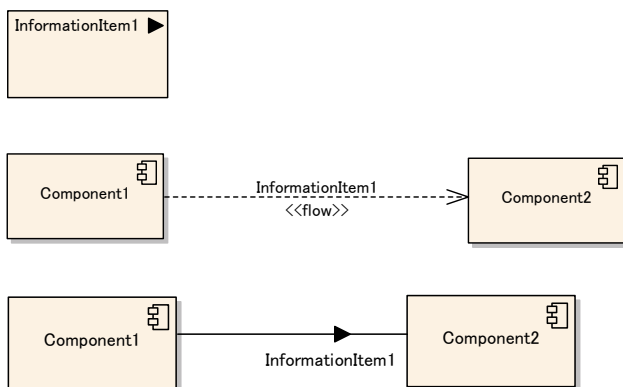 InformationItem1
Component1
InformationItem1
<<flow>>
Component2
Component1
InformationItem1
Component2